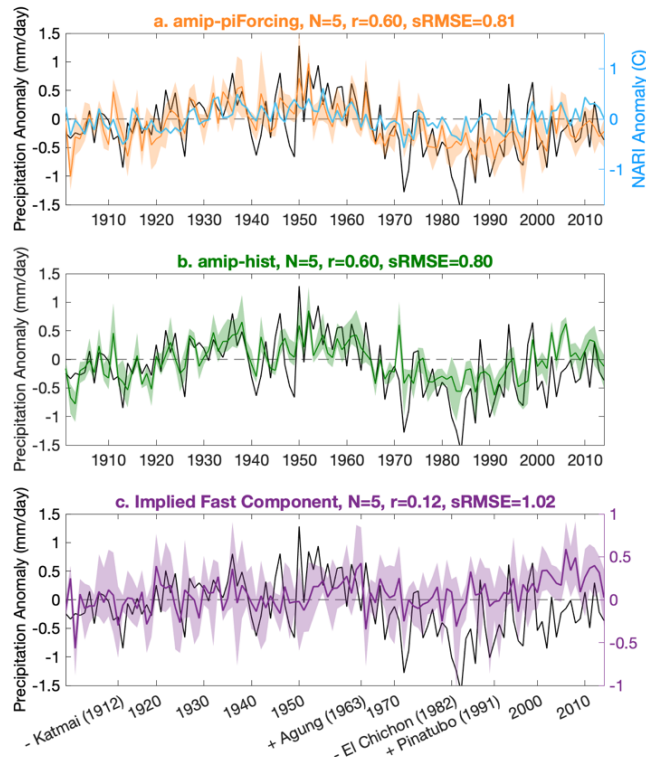 a. amip-piForcing, N=5, r=0.60, sRMSE=0.81
Precipitation Anomaly (mm/day)
1.5
1
0.5
0
-0.5
-1
-1.5
1
0
-1
NARI Anomaly (C)
1910 1920 1930 1940 1950 1960 1970 1980 1990 2000 2010
b. amip-hist, N=5, r=0.60, sRMSE=0.80
Precipitation Anomaly (mm/day)
1.5
1
0.5
0
-0.5
-1
-1.5
1910 1920 1930 1940 1950 1960 1970 1980 1990 2000 2010
c. Implied Fast Component, N=5, r=0.12, sRMSE=1.02
Precipitation Anomaly (mm/day)
1.5
1
0.5
0
-0.5
-1
-1.5
1
0.5
0
-0.5
-1
- Katmai (1912) 1920 1930 1940 1950 + Agung (1963) 1970 - El Chichon (1982) + Pinatubo (1991) 2000 2010